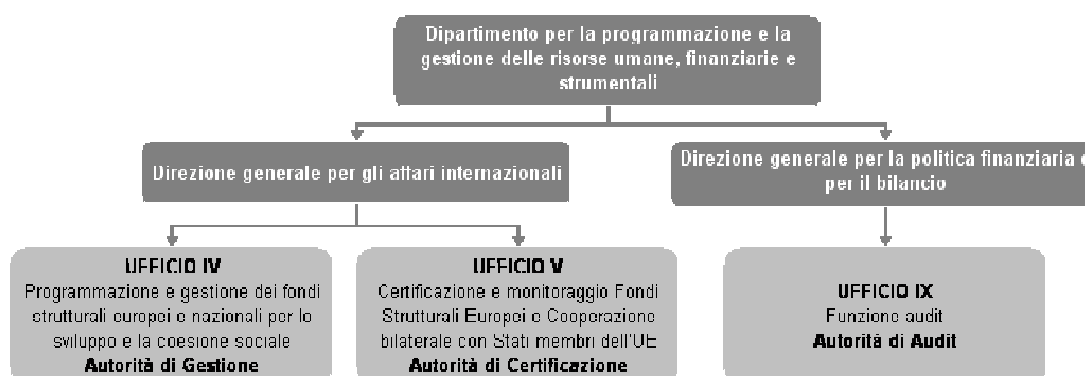 Dipartimento per la programmazione e la
gestione delle risorse umane, finanziarie e
strumentali
Direzione generale per gli affari internazionali
Direzione generale per la politica finanziaria e
per il bilancio
UFFICIO IV
Programmazione e gestione dei fondi
strutturali europei e nazionali per lo
sviluppo e la coesione sociale
Autorità di Gestione
UFFICIO V
Certificazione e monitoraggio Fondi
Strutturali Europei e Cooperazione
bilaterale con Stati membri dell'UE
Autorità di Certificazione
UFFICIO IX
Funzione audit
Autorità di Audit